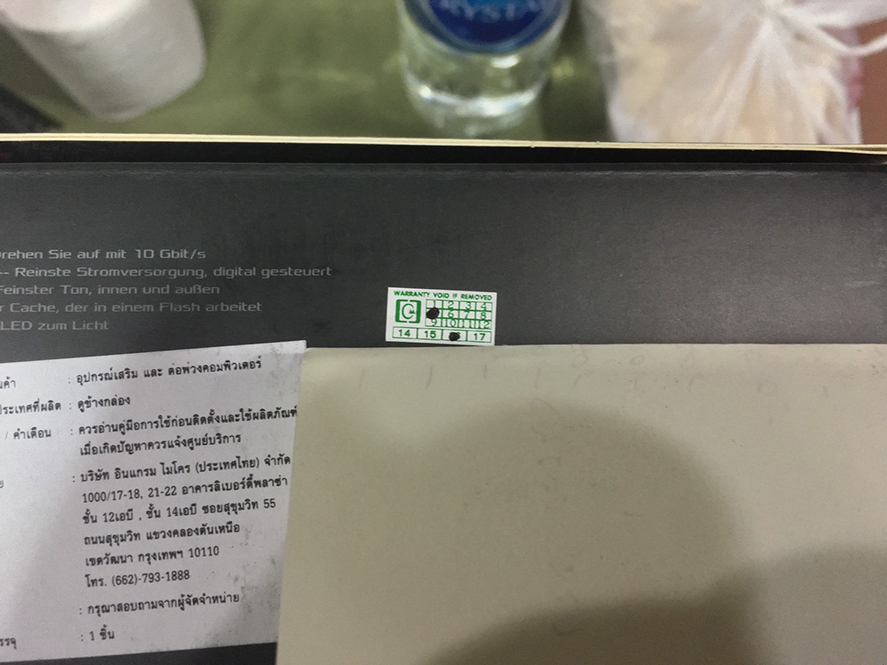 CRYSTAL
Drehen Sie auf mit 10 Gbit/s
-- Reinste Stromversorgung, digital gesteuert
Feinster Ton, innen und außen
Cache, der in einem Flash arbeitet
LED zum Licht
WARRANTY VOID IF REMOVED
1 2 3 4
6 7 8
9 10 11 12
14 15 17
: อุปกรณ์เสริม และ ต่อพ่วงคอมพิวเตอร์
ประเทศที่ผลิต : ดูข้างกล่อง
/ คำเตือน : ควรอ่านคู่มือการใช้ก่อนติดตั้งและใช้ผลิตภัณฑ์
เมื่อเกิดปัญหาควรแจ้งศูนย์บริการ
: บริษัท อินแกรม ไมโคร (ประเทศไทย) จำกัด
1000/17-18, 21-22 อาคารลิเบอร์ตี้พลาซ่า
ชั้น 12เอบี , ชั้น 14เอบี ซอยสุขุมวิท 55
ถนนสุขุมวิท แขวงคลองตันเหนือ
เขตวัฒนา กรุงเทพฯ 10110
โทร. (662)-793-1888
: กรุณาสอบถามจากผู้จัดจำหน่าย
: 1 ชิ้น